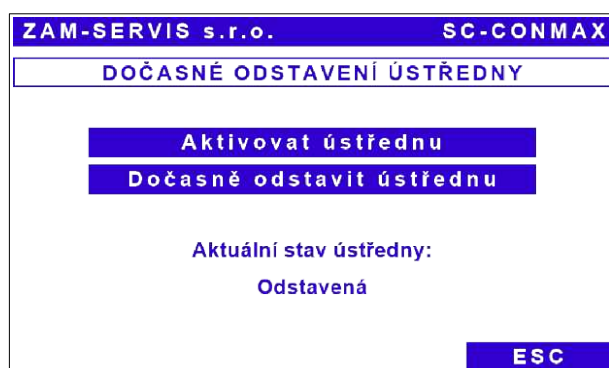 ZAM-SERVIS s.r.o. SC-CONMAX
DOČASNÉ ODSTAVENÍ ÚSTŘEDNY
Aktivovat ústřednu
Dočasně odstavit ústřednu
Aktuální stav ústředny:
Odstavená
ESC